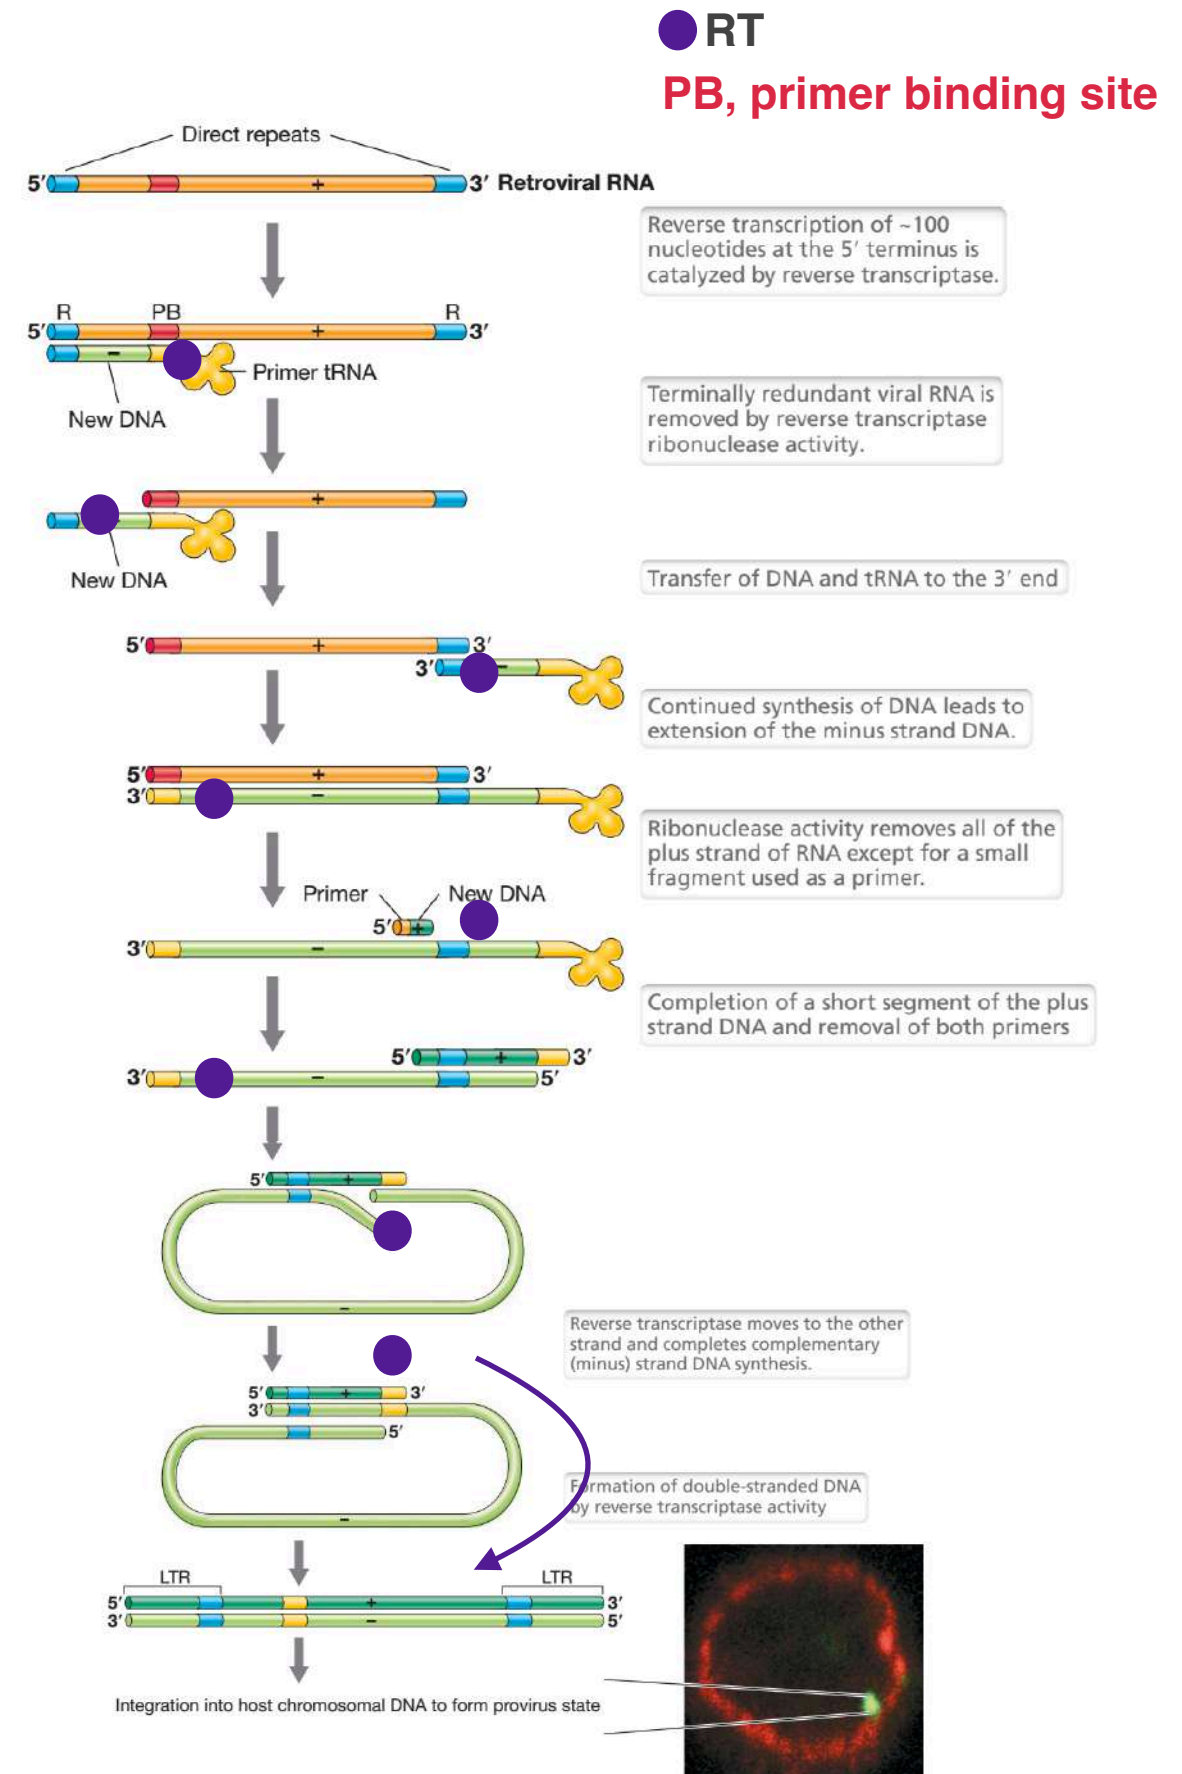 RT
PB, primer binding site
Direct repeats
5′ + 3′ Retroviral RNA
Reverse transcription of ~100
nucleotides at the 5′ terminus is
catalyzed by reverse transcriptase.
R PB R
5′ + 3′
−
Primer tRNA
New DNA
Terminally redundant viral RNA is
removed by reverse transcriptase
ribonuclease activity.
+
New DNA
Transfer of DNA and tRNA to the 3′ end
5′ + 3′
3′ −
Continued synthesis of DNA leads to
extension of the minus strand DNA.
5′ + 3′
3′ −
Ribonuclease activity removes all of the
plus strand of RNA except for a small
fragment used as a primer.
Primer New DNA
5′ +
3′ −
Completion of a short segment of the plus
strand DNA and removal of both primers
5′ + 3′
3′ − 5′
5′ +
−
Reverse transcriptase moves to the other
strand and completes complementary
(minus) strand DNA synthesis.
5′ + 3′
3′
5′
−
Formation of double-stranded DNA
by reverse transcriptase activity
LTR LTR
5′ + 3′
3′ − 5′
Integration into host chromosomal DNA to form provirus state